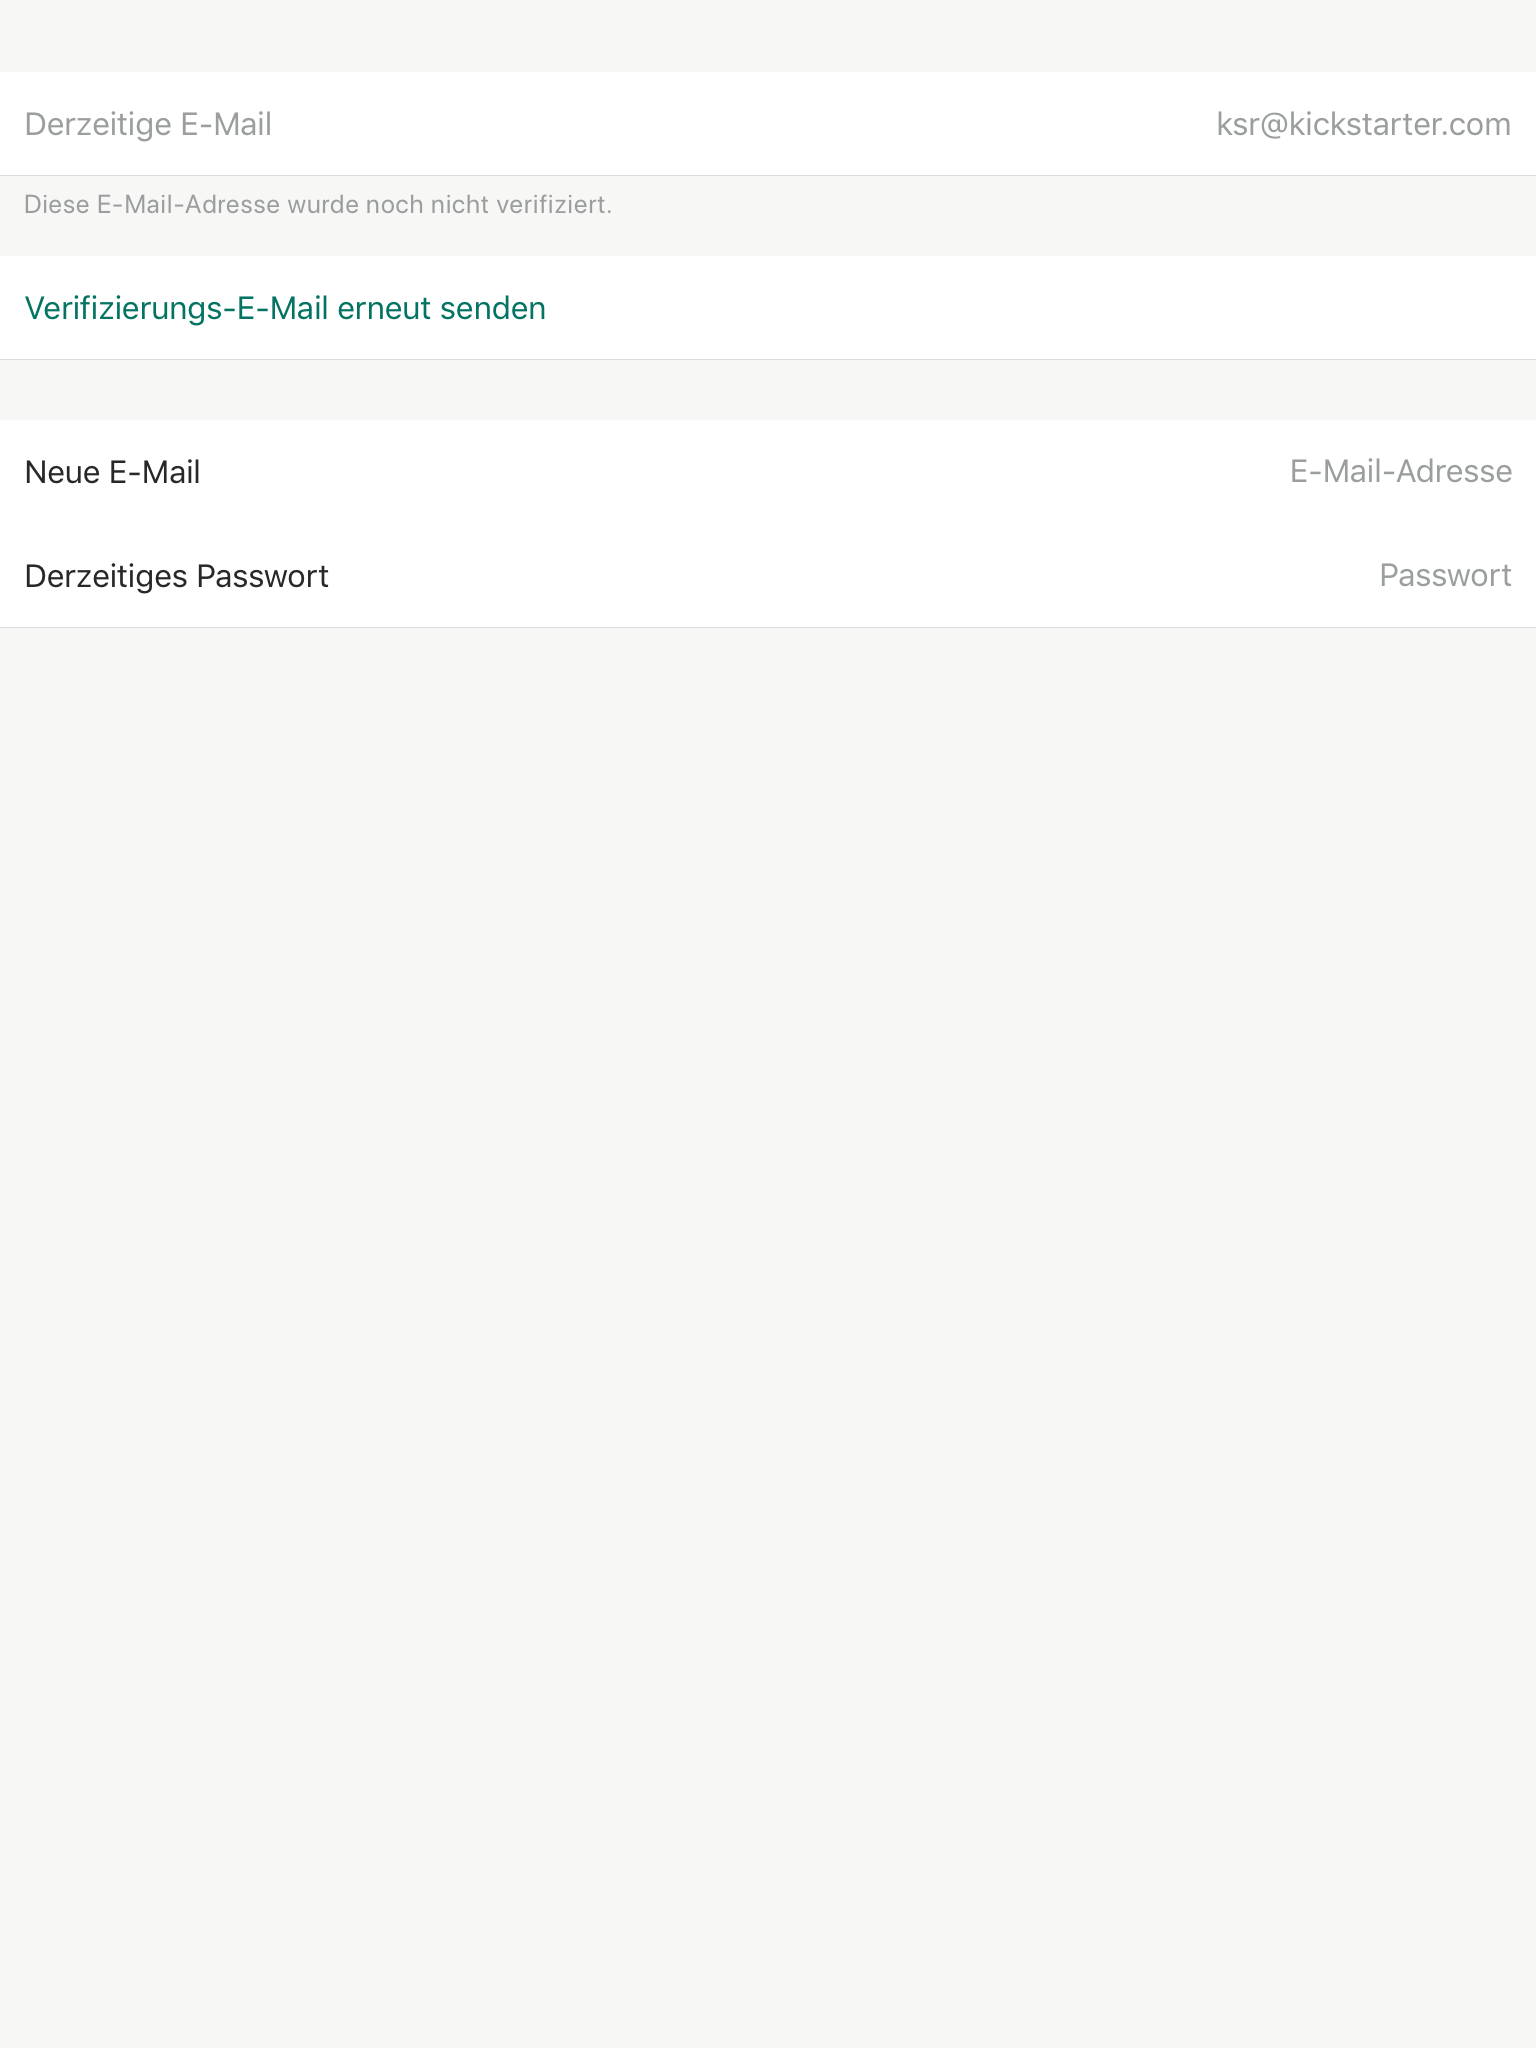 Derzeitige E-Mail ksr@kickstarter.com
Diese E-Mail-Adresse wurde noch nicht verifiziert.
Verifizierungs-E-Mail erneut senden
Neue E-Mail E-Mail-Adresse
Derzeitiges Passwort Passwort